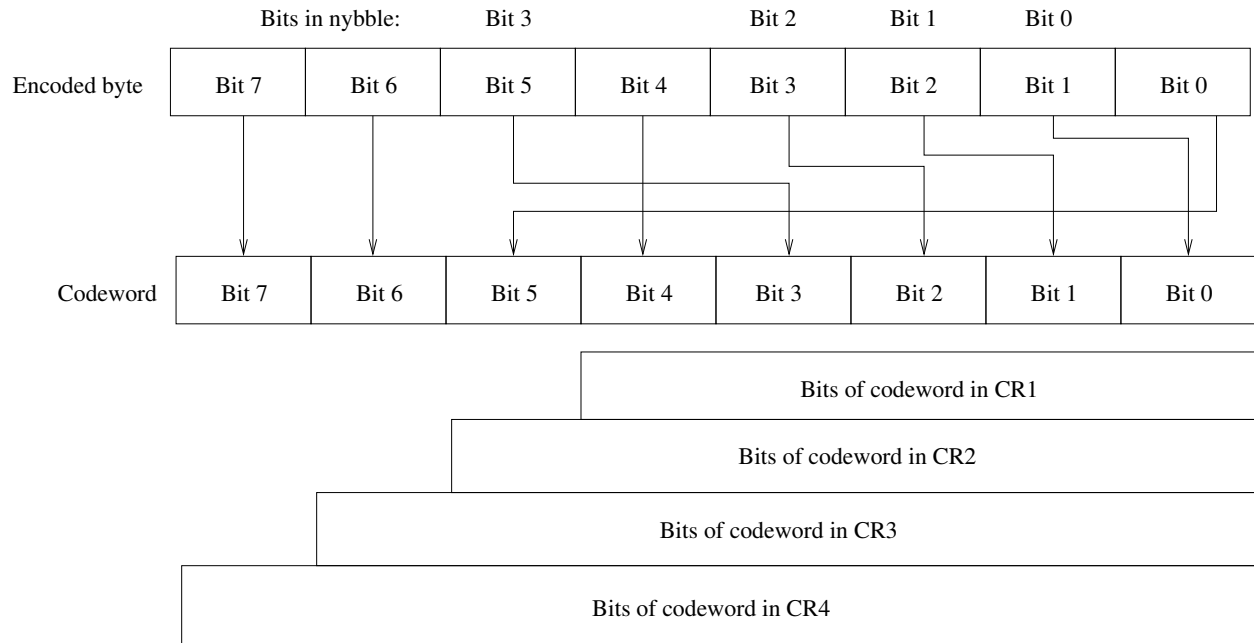 Bits in nybble: Bit 3 Bit 2 Bit 1 Bit 0
Encoded byte Bit 7 Bit 6 Bit 5 Bit 4 Bit 3 Bit 2 Bit 1 Bit 0
Codeword Bit 7 Bit 6 Bit 5 Bit 4 Bit 3 Bit 2 Bit 1 Bit 0
Bits of codeword in CR1
Bits of codeword in CR2
Bits of codeword in CR3
Bits of codeword in CR4